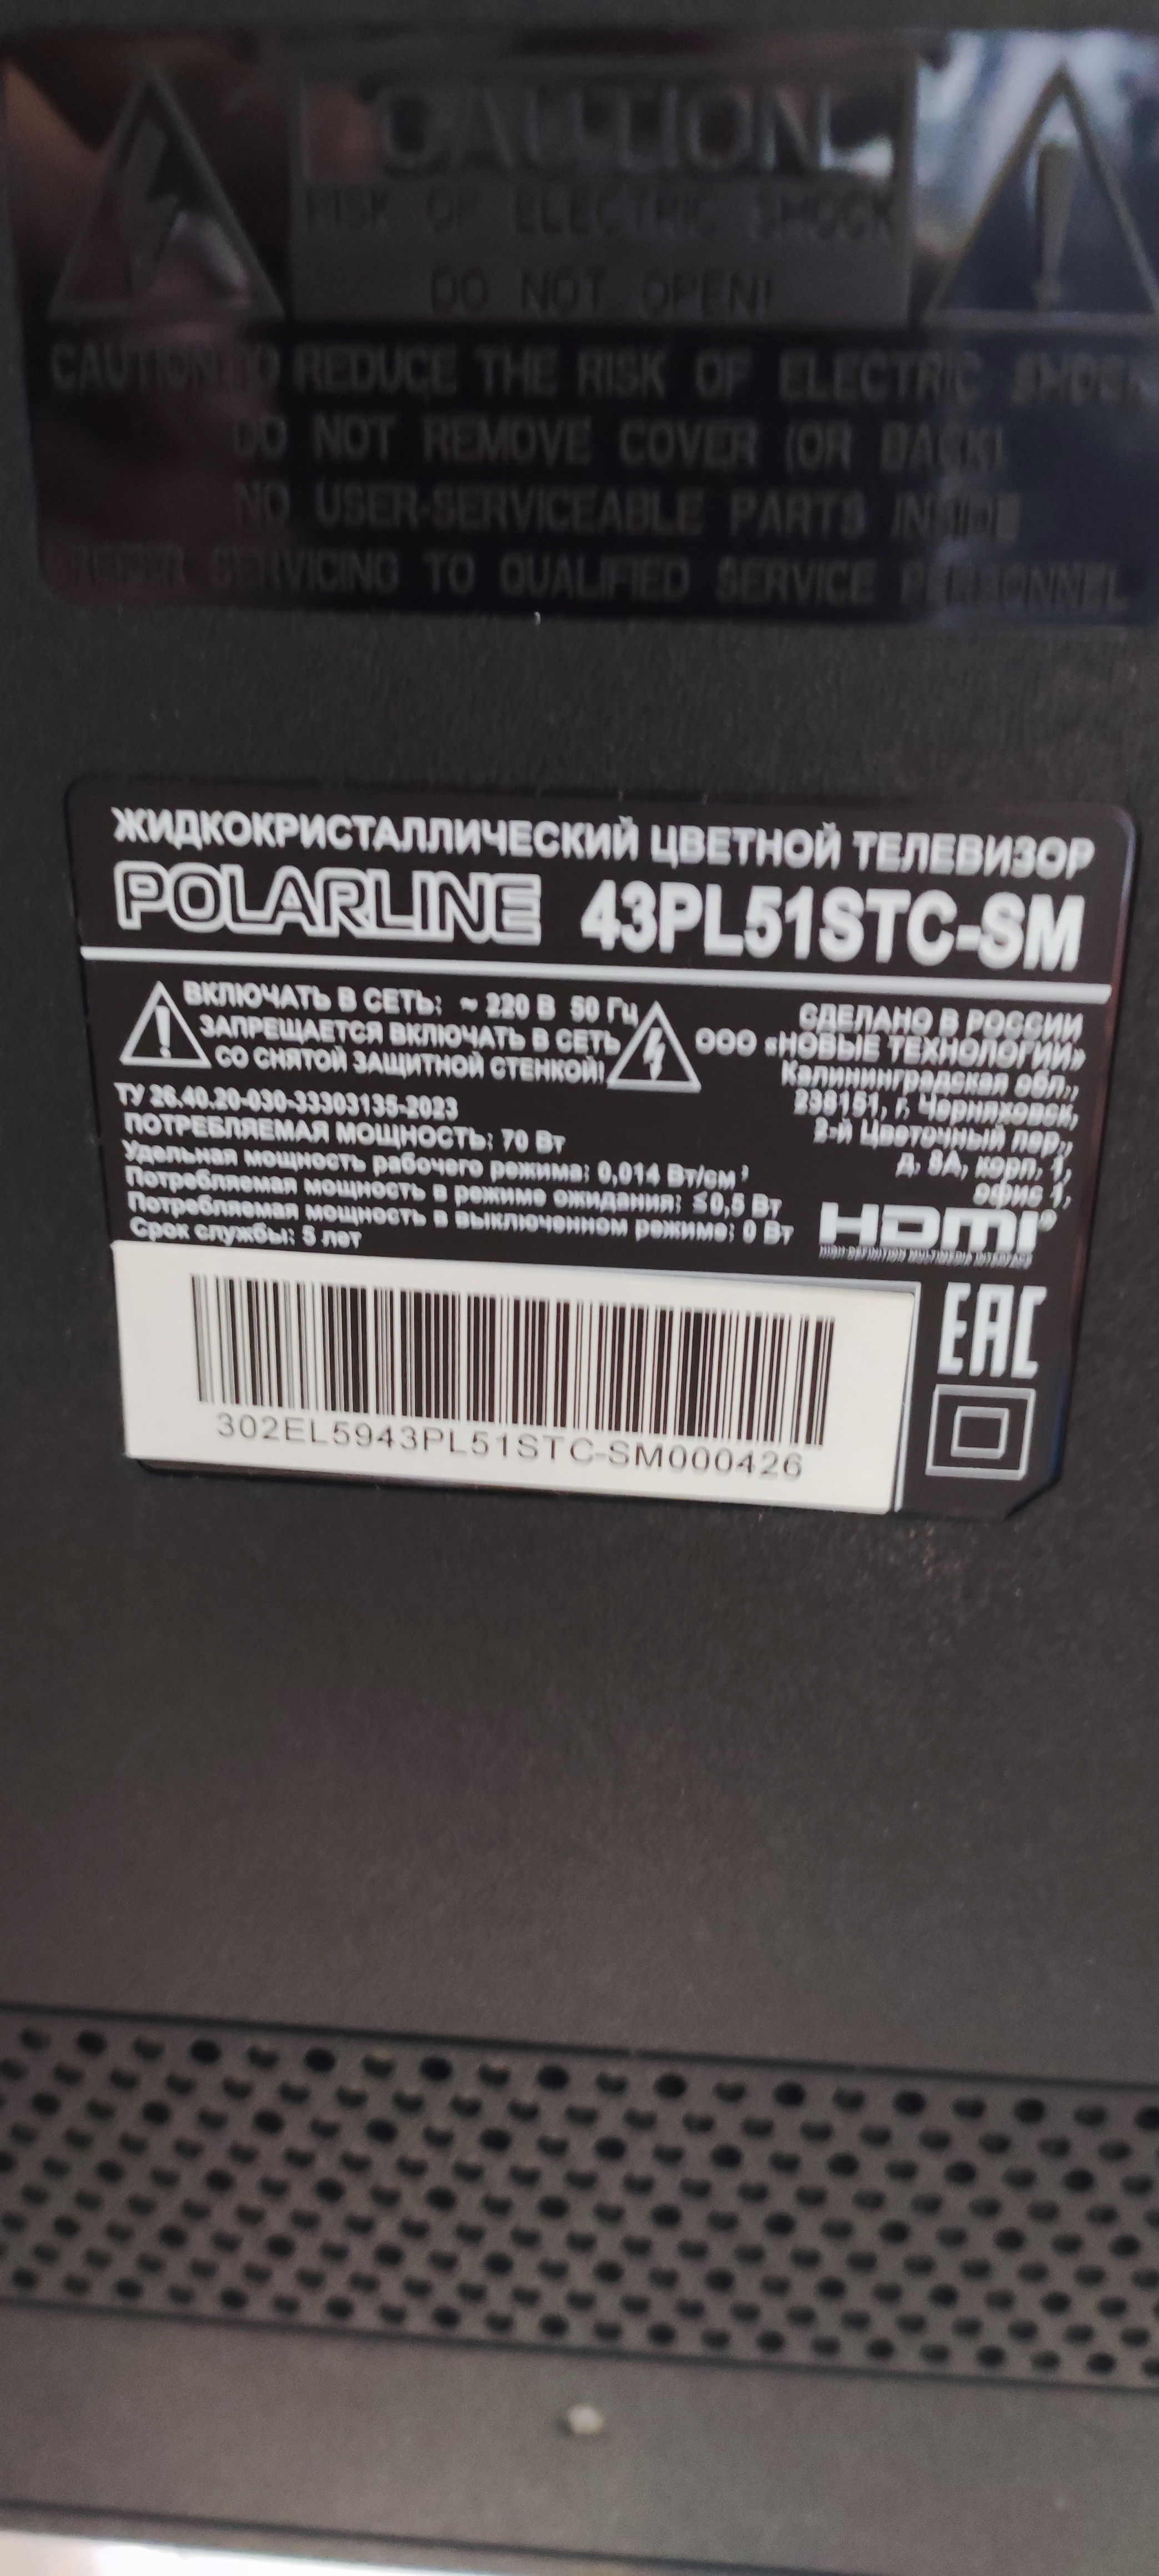 CAUTION
RISK OF ELECTRIC SHOCK
DO NOT OPEN!
CAUTION:TO REDUCE THE RISK OF ELECTRIC SHOCK
DO NOT REMOVE COVER (OR BACK)
NO USER-SERVICEABLE PARTS INSIDE
REFER SERVICING TO QUALIFIED SERVICE PERSONNEL
ЖИДКОКРИСТАЛЛИЧЕСКИЙ ЦВЕТНОЙ ТЕЛЕВИЗОР
POLARLINE 43PL51STC-SM
ВКЛЮЧАТЬ В СЕТЬ: ~ 220 В 50 Гц
ЗАПРЕЩАЕТСЯ ВКЛЮЧАТЬ В СЕТЬ
СО СНЯТОЙ ЗАЩИТНОЙ СТЕНКОЙ!
СДЕЛАНО В РОССИИ
ООО «НОВЫЕ ТЕХНОЛОГИИ»
Калининградская обл.,
238151, г. Черняховск,
2-й Цветочный пер.,
д. 8А, корп. 1,
офис 1,
ТУ 26.40.20-030-33303135-2023
ПОТРЕБЛЯЕМАЯ МОЩНОСТЬ: 70 Вт
Удельная мощность рабочего режима: 0,014 Вт/см²
Потребляемая мощность в режиме ожидания: ≤0,5 Вт
Потребляемая мощность в выключенном режиме: 0 Вт
Срок службы: 5 лет
HDMI®
HIGH-DEFINITION MULTIMEDIA INTERFACE
EAC
302EL5943PL51STC-SM000426